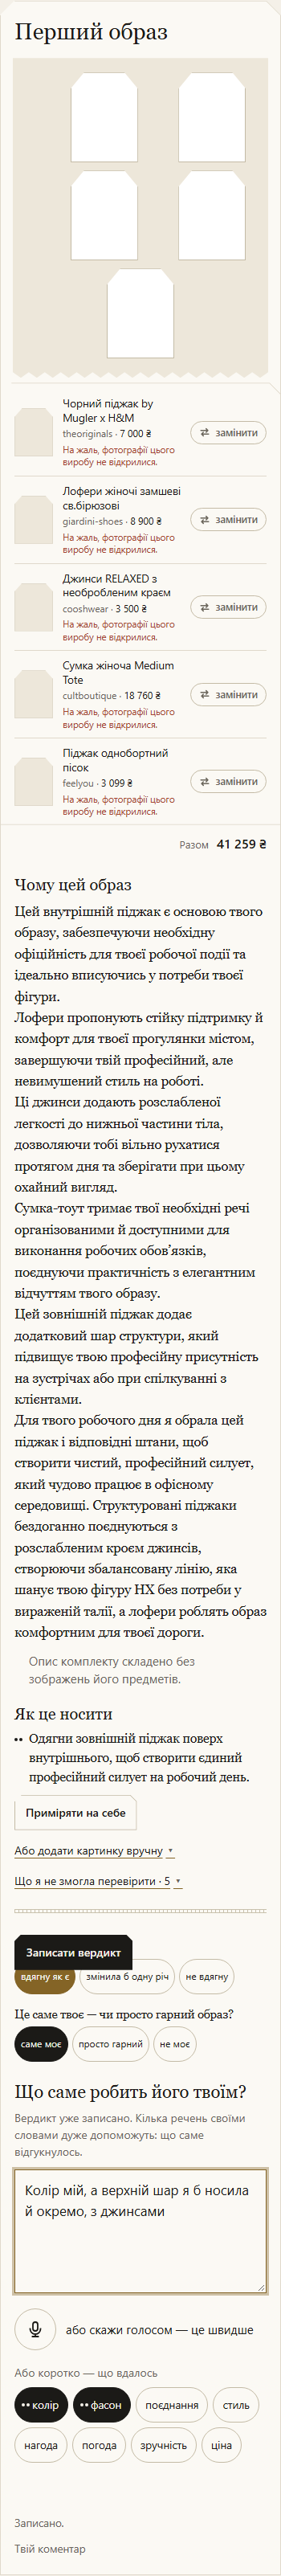 Перший образ
Чорний піджак by
Mugler x H&M
theoriginals · 7 000 ₴
На жаль, фотографії цього
виробу не відкрилися.
замінити
Лофери жіночі замшеві
св.бірюзові
giardini-shoes · 8 900 ₴
На жаль, фотографії цього
виробу не відкрилися.
замінити
Джинси RELAXED з
необробленим краєм
cooshwear · 3 500 ₴
На жаль, фотографії цього
виробу не відкрилися.
замінити
Сумка жіноча Medium
Tote
cultboutique · 18 760 ₴
На жаль, фотографії цього
виробу не відкрилися.
замінити
Піджак однобортний
пісок
feelyou · 3 099 ₴
На жаль, фотографії цього
виробу не відкрилися.
замінити
Разом 41 259 ₴
Чому цей образ
Цей внутрішній піджак є основою твого
образу, забезпечуючи необхідну
офіційність для твоєї робочої події та
ідеально вписуючись у потреби твоєї
фігури.
Лофери пропонують стійку підтримку й
комфорт для твоєї прогулянки містом,
завершуючи твій професійний, але
невимушений стиль на роботі.
Ці джинси додають розслабленої
легкості до нижньої частини тіла,
дозволяючи тобі вільно рухатися
протягом дня та зберігати при цьому
охайний вигляд.
Сумка-тоут тримає твої необхідні речі
організованими й доступними для
виконання робочих обов’язків,
поєднуючи практичність з елегантним
відчуттям твого образу.
Цей зовнішній піджак додає
додатковий шар структури, який
підвищує твою професійну присутність
на зустрічах або при спілкуванні з
клієнтами.
Для твого робочого дня я обрала цей
піджак і відповідні штани, щоб
створити чистий, професійний силует,
який чудово працює в офісному
середовищі. Структуровані піджаки
бездоганно поєднуються з
розслабленим кроєм джинсів,
створюючи збалансовану лінію, яка
шанує твою фігуру HX без потреби у
вираженій талії, а лофери роблять образ
комфортним для твоєї дороги.
Опис комплекту складено без
зображень його предметів.
Як це носити
Одягни зовнішній піджак поверх
внутрішнього, щоб створити єдиний
професійний силует на робочий день.
Приміряти на себе
Або додати картинку вручну
Що я не змогла перевірити · 5
Записати вердикт
вдягну як є
змінила б одну річ
не вдягну
Це саме твоє — чи просто гарний образ?
саме моє
просто гарний
не моє
Що саме робить його твоїм?
Вердикт уже записано. Кілька речень своїми
словами дуже допоможуть: що саме
відгукнулось.
Колір мій, а верхній шар я б носила
й окремо, з джинсами
або скажи голосом — це швидше
Або коротко — що вдалось
колір
фасон
поєднання
стиль
нагода
погода
зручність
ціна
Записано.
Твій коментар